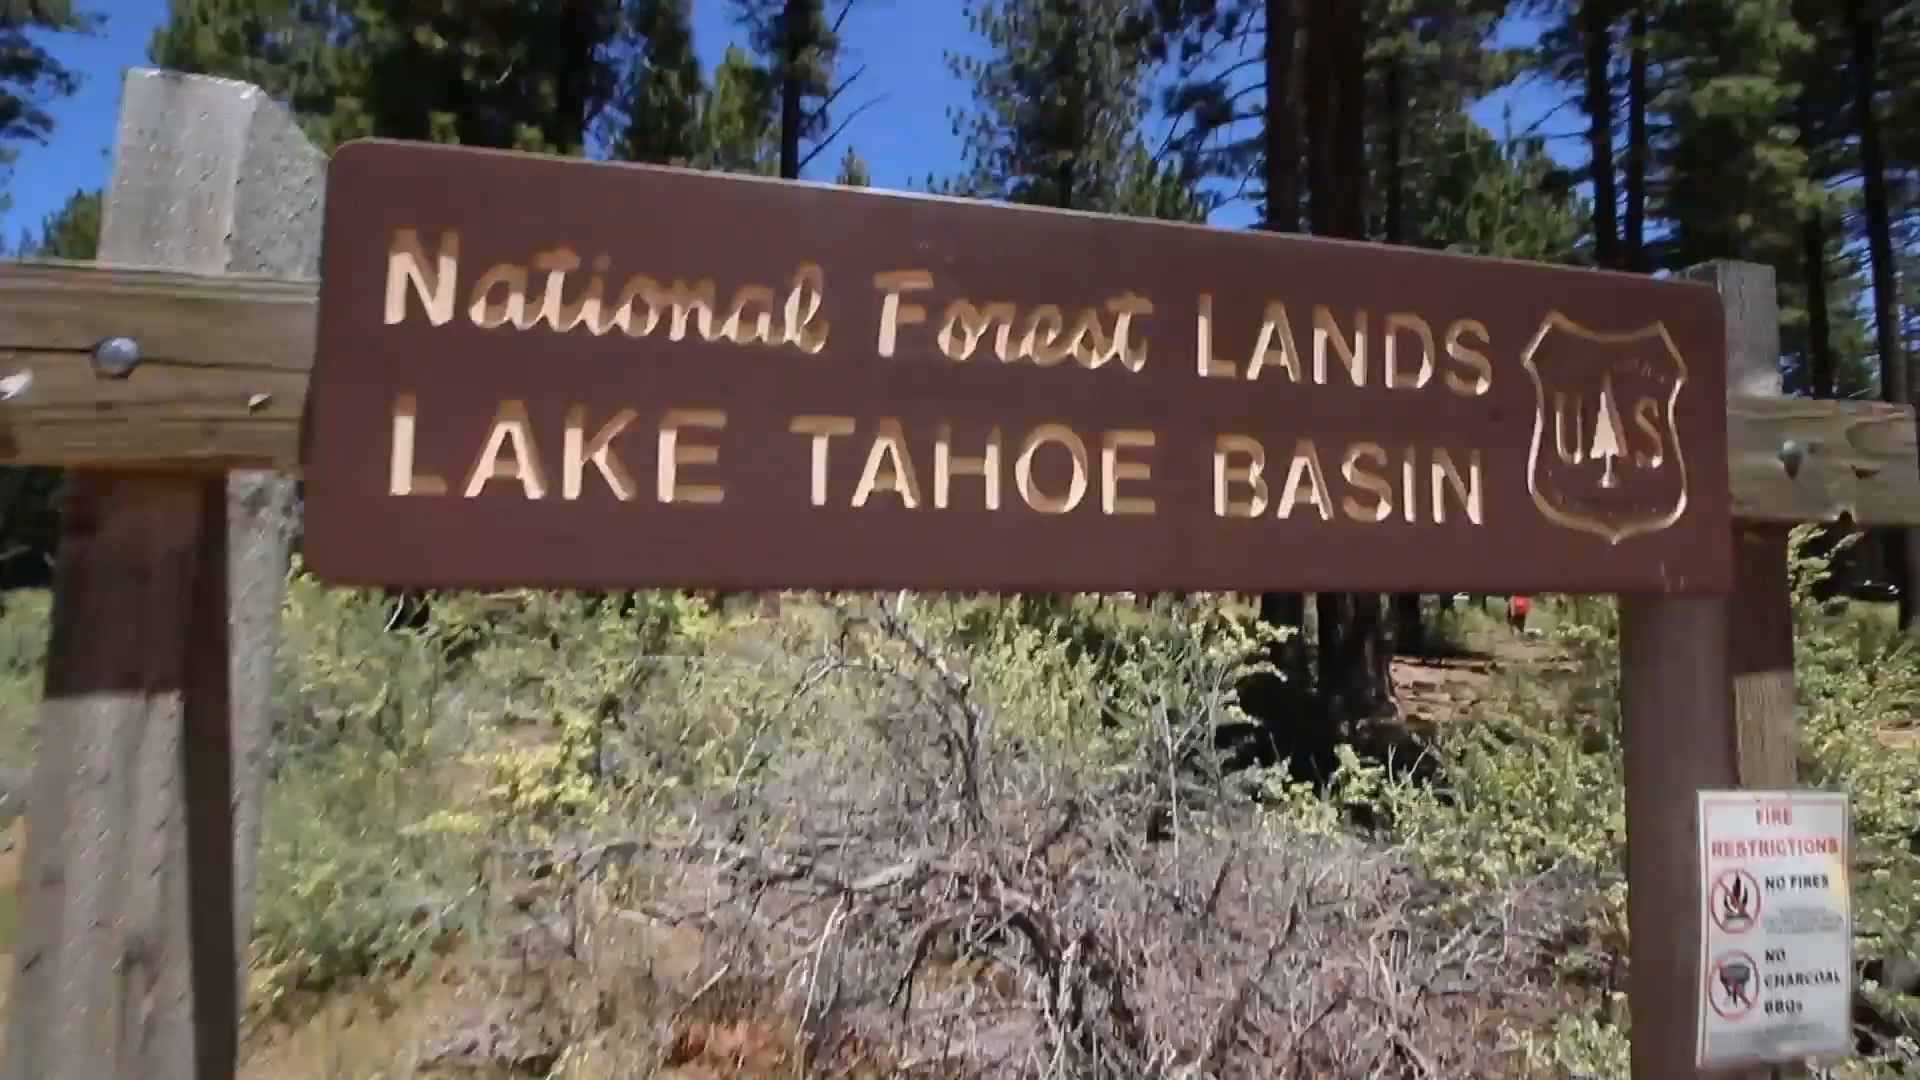 National Forest LANDS
LAKE TAHOE BASIN
U S
FIRE
RESTRICTIONS
NO FIRES
NO
CHARCOAL
BBQs